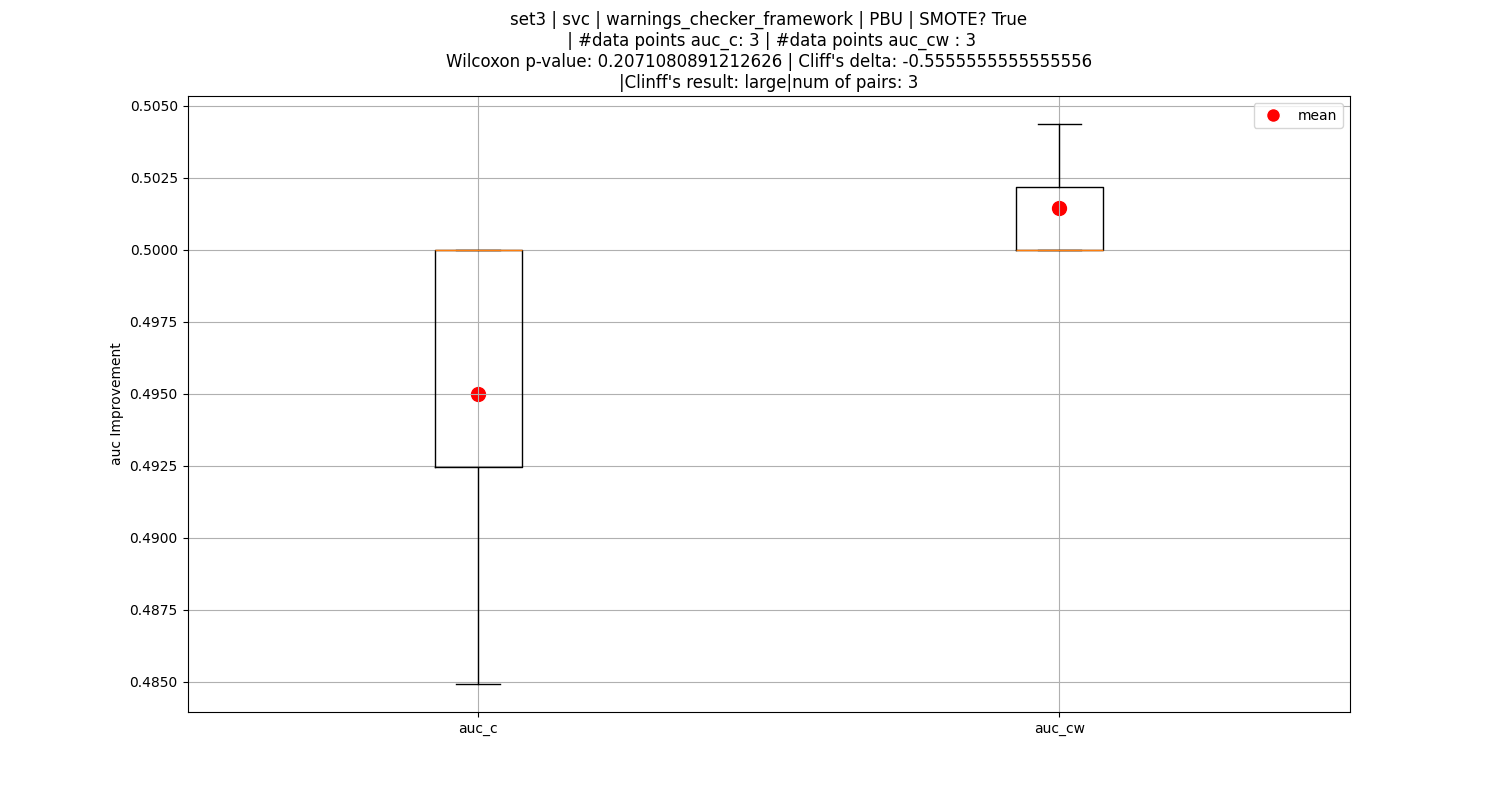 set3 | svc | warnings_checker_framework | PBU | SMOTE? True
| #data points auc_c: 3 | #data points auc_cw : 3
Wilcoxon p-value: 0.2071080891212626 | Cliff's delta: -0.5555555555555556
|Clinff's result: large|num of pairs: 3
mean
0.5050
0.5025
0.5000
0.4975
0.4950
0.4925
0.4900
0.4875
0.4850
auc Improvement
auc_c
auc_cw